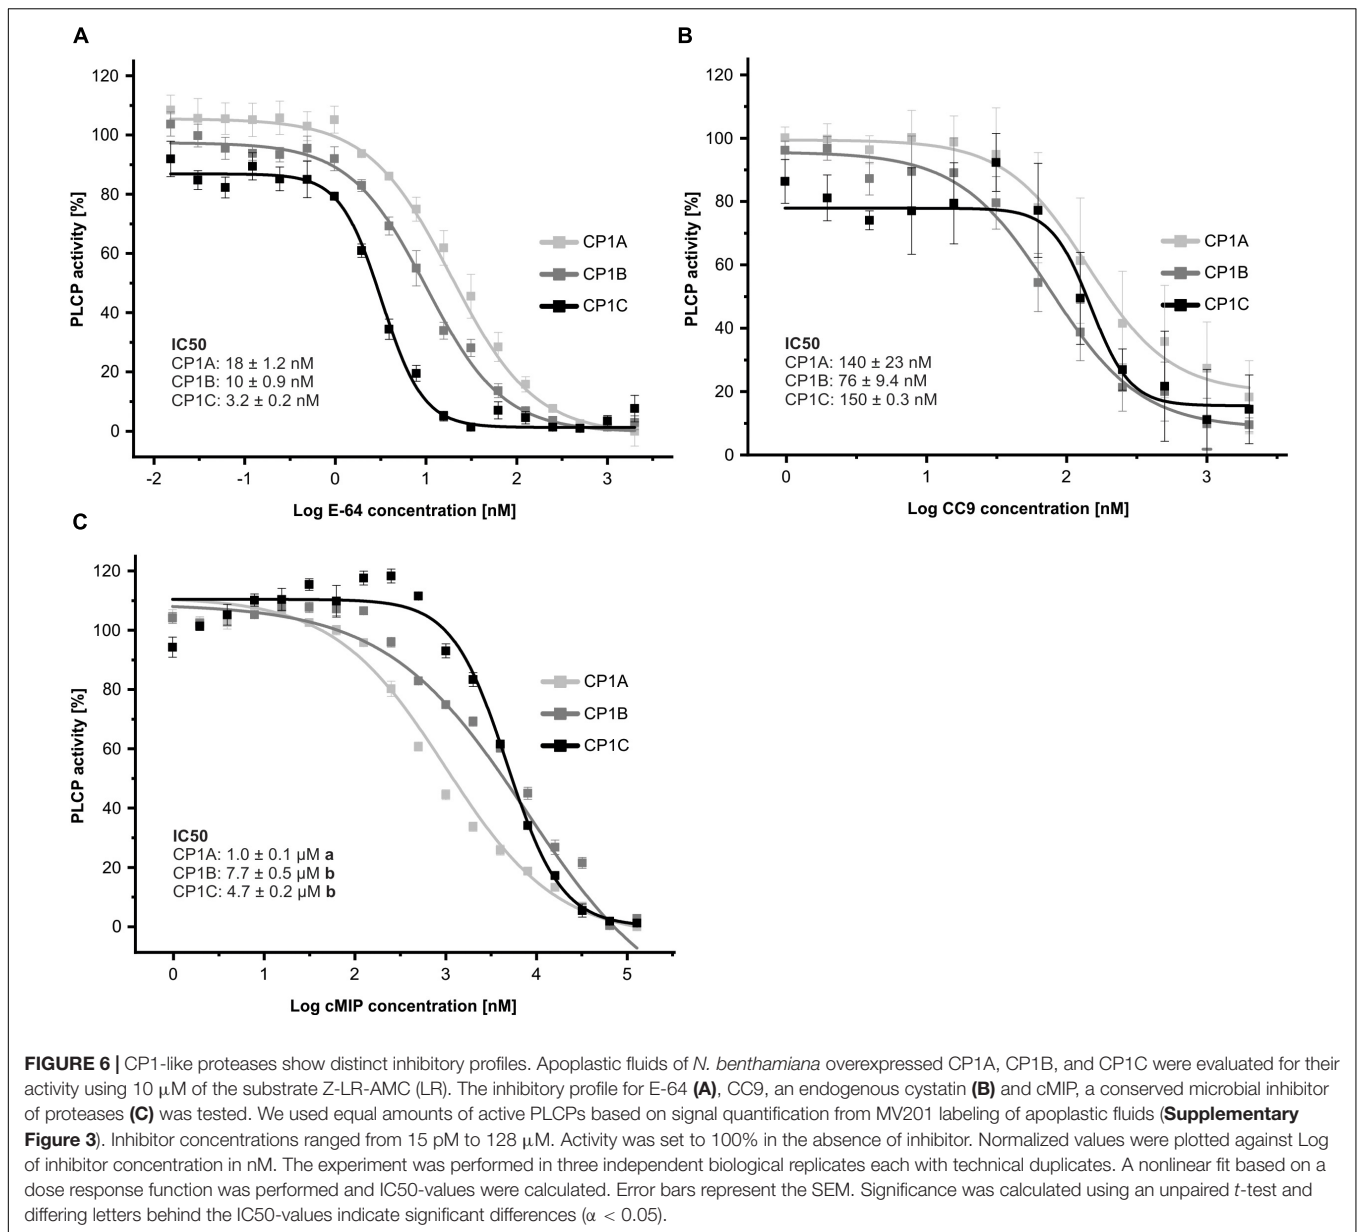 A
120
100
80
60
40
20
0
PLCP activity [%]
CP1A
CP1B
CP1C
IC50
CP1A: 18 ± 1.2 nM
CP1B: 10 ± 0.9 nM
CP1C: 3.2 ± 0.2 nM
-2 -1 0 1 2 3
Log E-64 concentration [nM]
B
120
100
80
60
40
20
0
PLCP activity [%]
CP1A
CP1B
CP1C
IC50
CP1A: 140 ± 23 nM
CP1B: 76 ± 9.4 nM
CP1C: 150 ± 0.3 nM
0 1 2 3
Log CC9 concentration [nM]
C
120
100
80
60
40
20
0
PLCP activity [%]
CP1A
CP1B
CP1C
IC50
CP1A: 1.0 ± 0.1 µM a
CP1B: 7.7 ± 0.5 µM b
CP1C: 4.7 ± 0.2 µM b
0 1 2 3 4 5
Log cMIP concentration [nM]
FIGURE 6 | CP1-like proteases show distinct inhibitory profiles. Apoplastic fluids of N. benthamiana overexpressed CP1A, CP1B, and CP1C were evaluated for their
activity using 10 µM of the substrate Z-LR-AMC (LR). The inhibitory profile for E-64 (A), CC9, an endogenous cystatin (B) and cMIP, a conserved microbial inhibitor
of proteases (C) was tested. We used equal amounts of active PLCPs based on signal quantification from MV201 labeling of apoplastic fluids (Supplementary
Figure 3). Inhibitor concentrations ranged from 15 pM to 128 µM. Activity was set to 100% in the absence of inhibitor. Normalized values were plotted against Log
of inhibitor concentration in nM. The experiment was performed in three independent biological replicates each with technical duplicates. A nonlinear fit based on a
dose response function was performed and IC50-values were calculated. Error bars represent the SEM. Significance was calculated using an unpaired t-test and
differing letters behind the IC50-values indicate significant differences (α < 0.05).